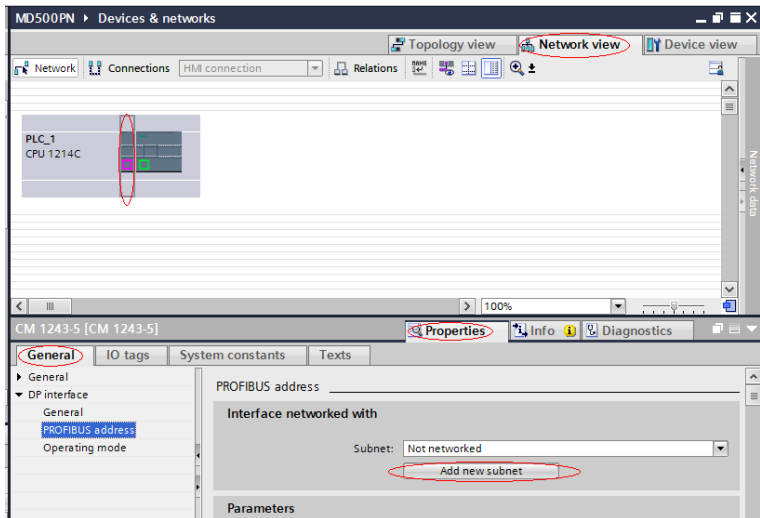 MD500PN ▸ Devices & networks
Topology view Network view Device view
Network Connections HMI connection Relations
PLC_1
CPU 1214C
Network data
100%
CM 1243-5 [CM 1243-5]
Properties Info Diagnostics
General IO tags System constants Texts
General
DP interface
General
PROFIBUS address
Operating mode
PROFIBUS address
Interface networked with
Subnet: Not networked
Add new subnet
Parameters